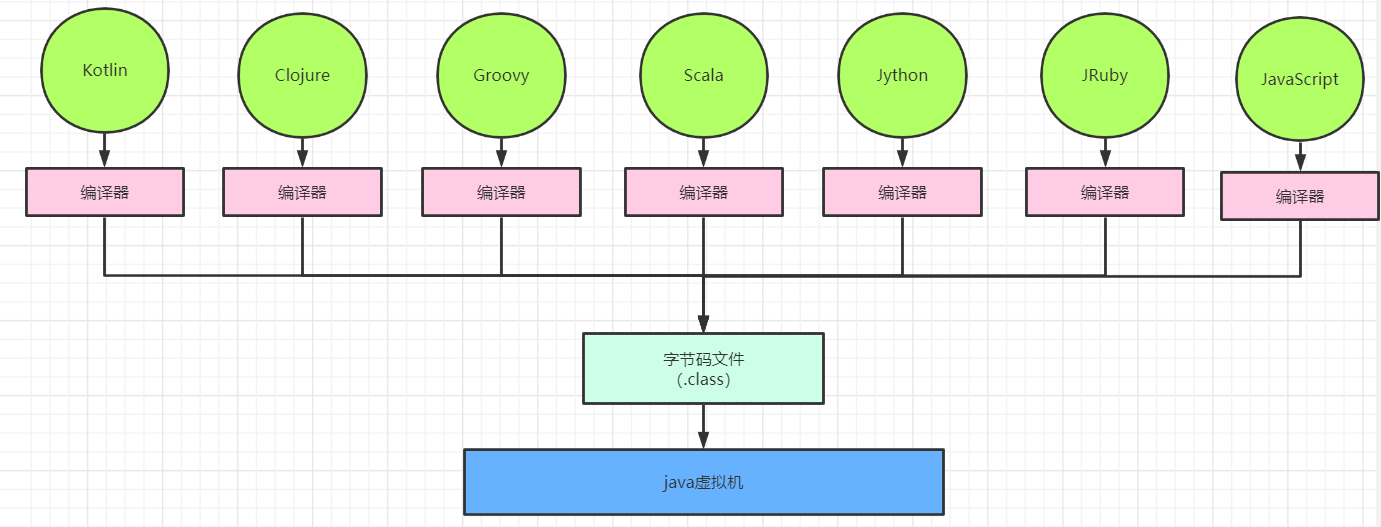 Kotlin
Clojure
Groovy
Scala
Jython
JRuby
JavaScript
编译器
编译器
编译器
编译器
编译器
编译器
编译器
字节码文件
（.class）
java虚拟机